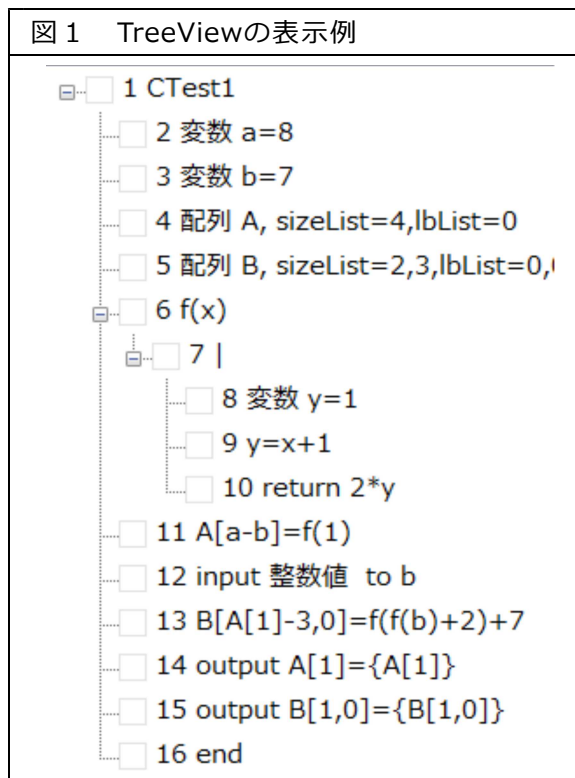 図1 TreeViewの表示例
1 CTest1
2 変数 a=8
3 変数 b=7
4 配列 A, sizeList=4,lbList=0
5 配列 B, sizeList=2,3,lbList=0,
6 f(x)
7 |
8 変数 y=1
9 y=x+1
10 return 2*y
11 A[a-b]=f(1)
12 input 整数値 to b
13 B[A[1]-3,0]=f(f(b)+2)+7
14 output A[1]={A[1]}
15 output B[1,0]={B[1,0]}
16 end